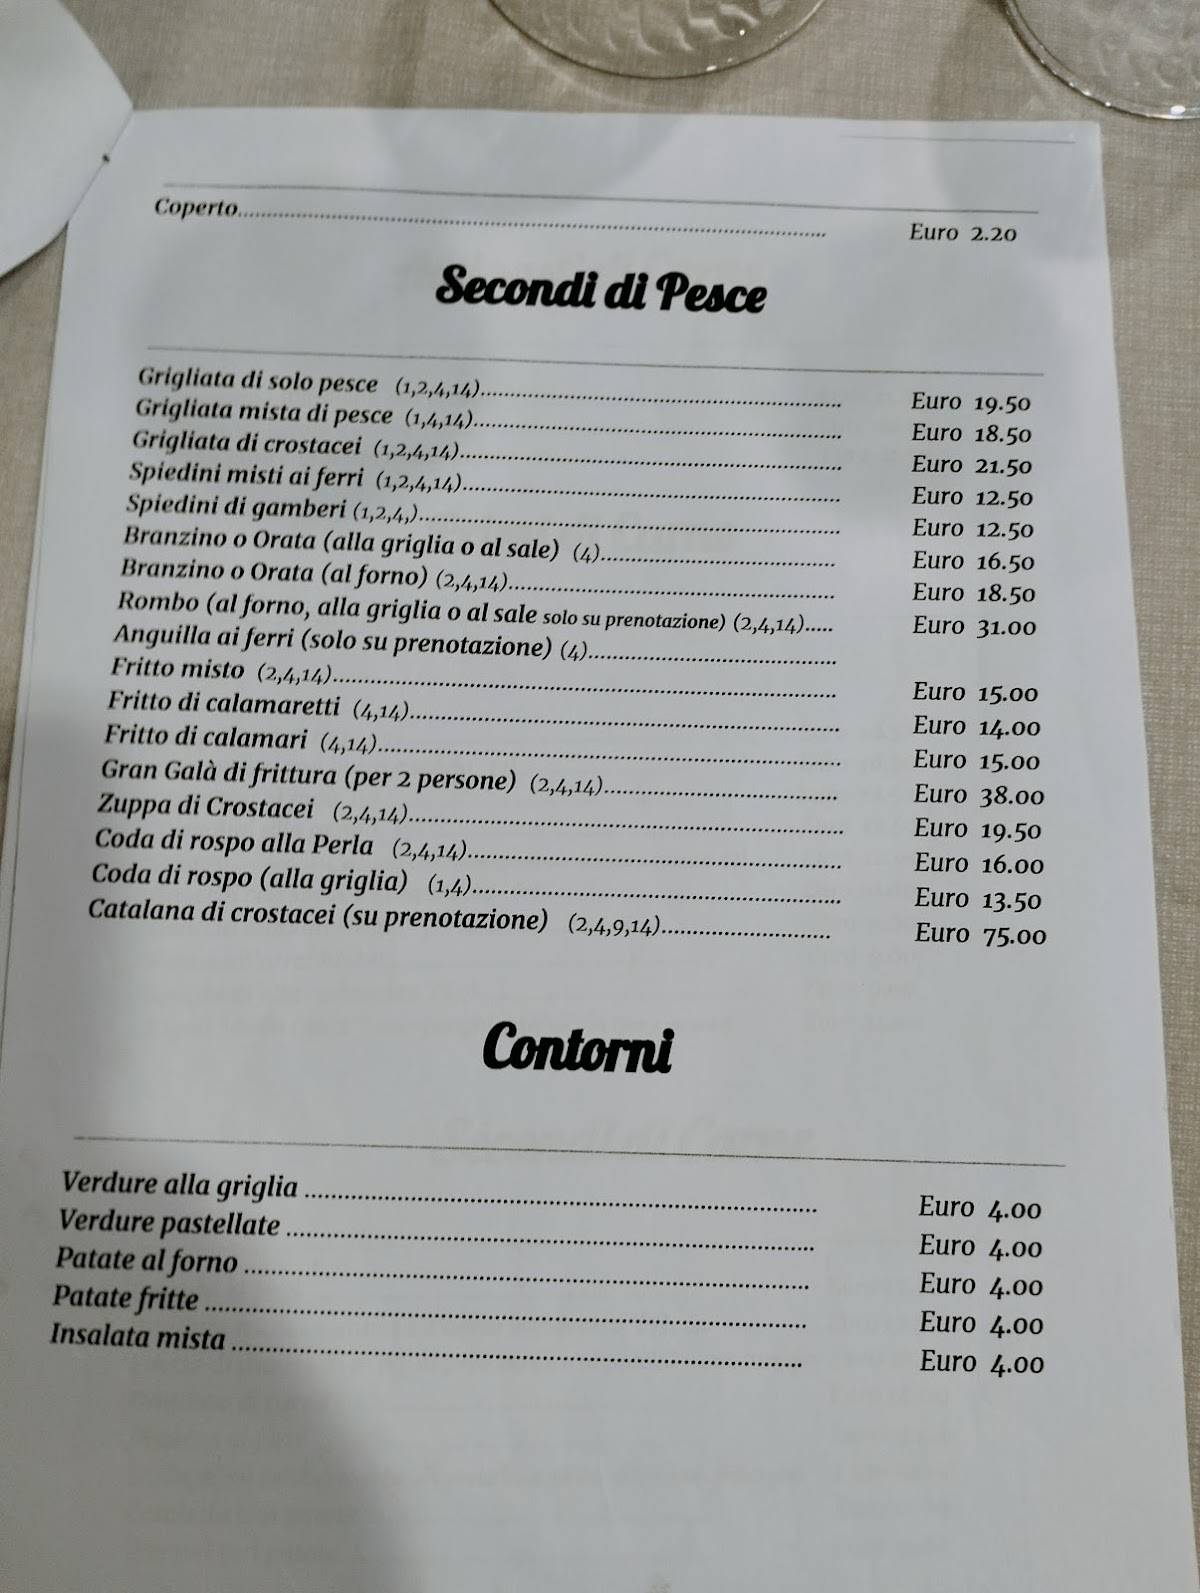 Coperto........................................................................................... Euro 2.20
Secondi di Pesce
Grigliata di solo pesce (1,2,4,14)........................................................ Euro 19.50
Grigliata mista di pesce (1,4,14)......................................................... Euro 18.50
Grigliata di crostacei (1,2,4,14)........................................................... Euro 21.50
Spiedini misti ai ferri (1,2,4,14)........................................................... Euro 12.50
Spiedini di gamberi (1,2,4,)................................................................. Euro 12.50
Branzino o Orata (alla griglia o al sale) (4)..................................... Euro 16.50
Branzino o Orata (al forno) (2,4,14)................................................... Euro 18.50
Rombo (al forno, alla griglia o al sale solo su prenotazione) (2,4,14)..... Euro 31.00
Anguilla ai ferri (solo su prenotazione) (4).......................................
Fritto misto (2,4,14).............................................................................. Euro 15.00
Fritto di calamaretti (4,14).................................................................. Euro 14.00
Fritto di calamari (4,14)....................................................................... Euro 15.00
Gran Galà di frittura (per 2 persone) (2,4,14).................................... Euro 38.00
Zuppa di Crostacei (2,4,14).................................................................. Euro 19.50
Coda di rospo alla Perla (2,4,14)......................................................... Euro 16.00
Coda di rospo (alla griglia) (1,4)......................................................... Euro 13.50
Catalana di crostacei (su prenotazione) (2,4,9,14)........................... Euro 75.00
Contorni
Verdure alla griglia ............................................................................ Euro 4.00
Verdure pastellate ............................................................................... Euro 4.00
Patate al forno ..................................................................................... Euro 4.00
Patate fritte .......................................................................................... Euro 4.00
Insalata mista ...................................................................................... Euro 4.00